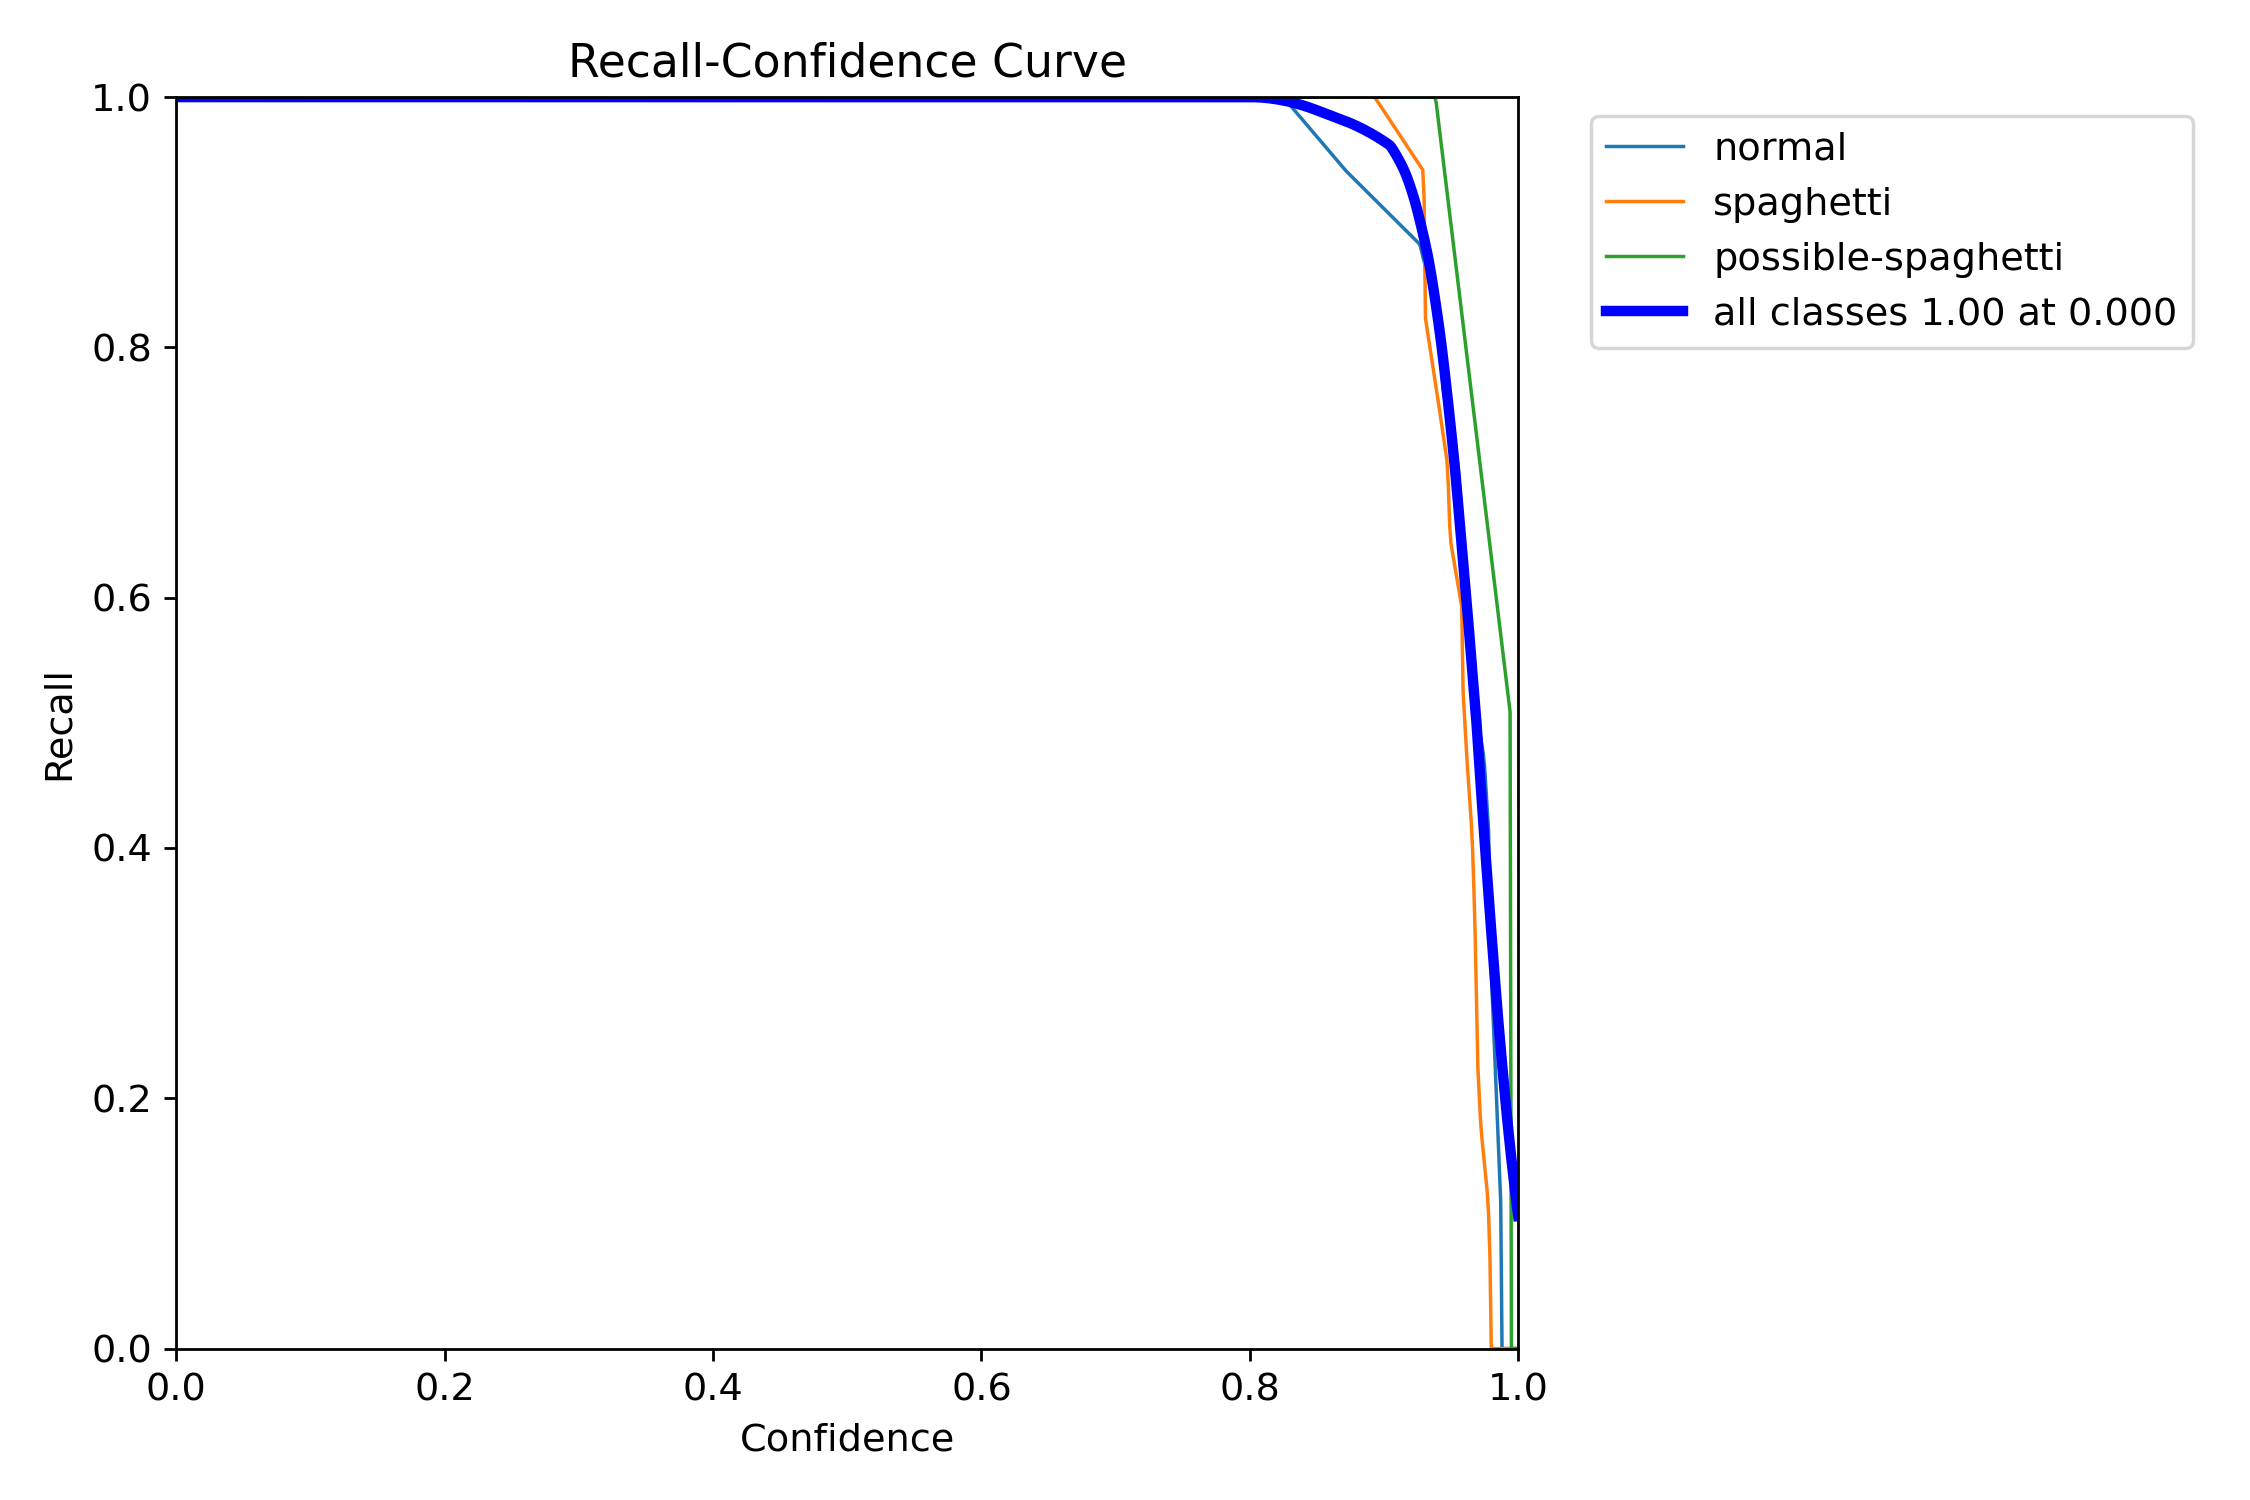 Recall-Confidence Curve
1.0
0.8
0.6
0.4
0.2
0.0
Recall
0.0 0.2 0.4 0.6 0.8 1.0
Confidence
normal
spaghetti
possible-spaghetti
all classes 1.00 at 0.000